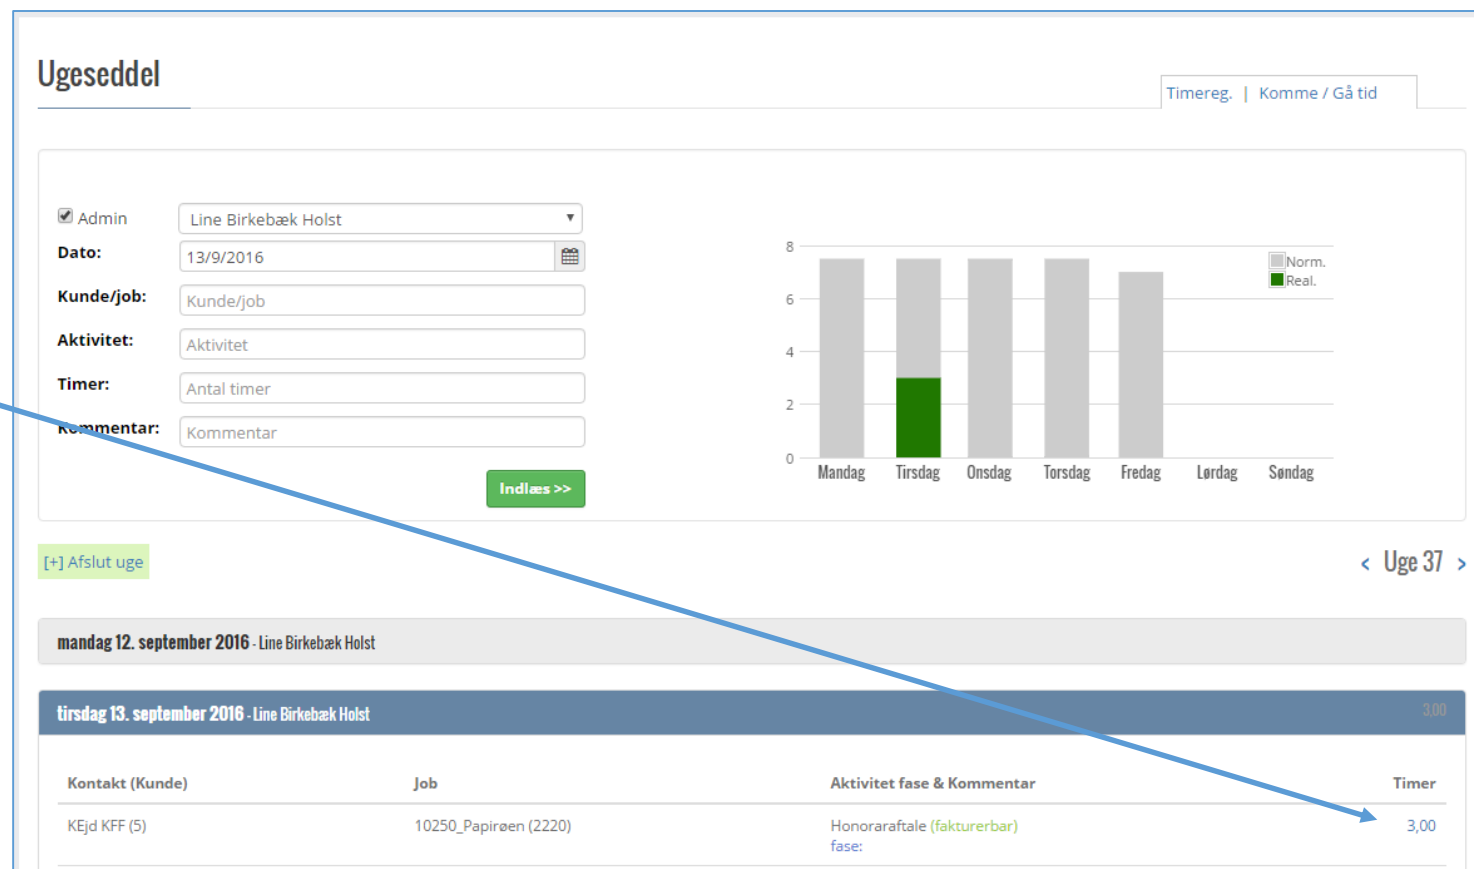 Ugeseddel
Timereg. | Komme / Gå tid
Admin
Line Birkebæk Holst
Dato:
13/9/2016
Kunde/job:
Kunde/job
Aktivitet:
Aktivitet
Timer:
Antal timer
Kommentar:
Kommentar
Indlæs >>
8
6
4
2
0
Norm.
Real.
Mandag Tirsdag Onsdag Torsdag Fredag Lørdag Søndag
[+] Afslut uge
< Uge 37 >
mandag 12. september 2016 - Line Birkebæk Holst
tirsdag 13. september 2016 - Line Birkebæk Holst 3,00
Kontakt (Kunde) Job Aktivitet fase & Kommentar Timer
KEjd KFF (5) 10250_Papirøen (2220) Honoraraftale (fakturerbar) 3,00
fase: